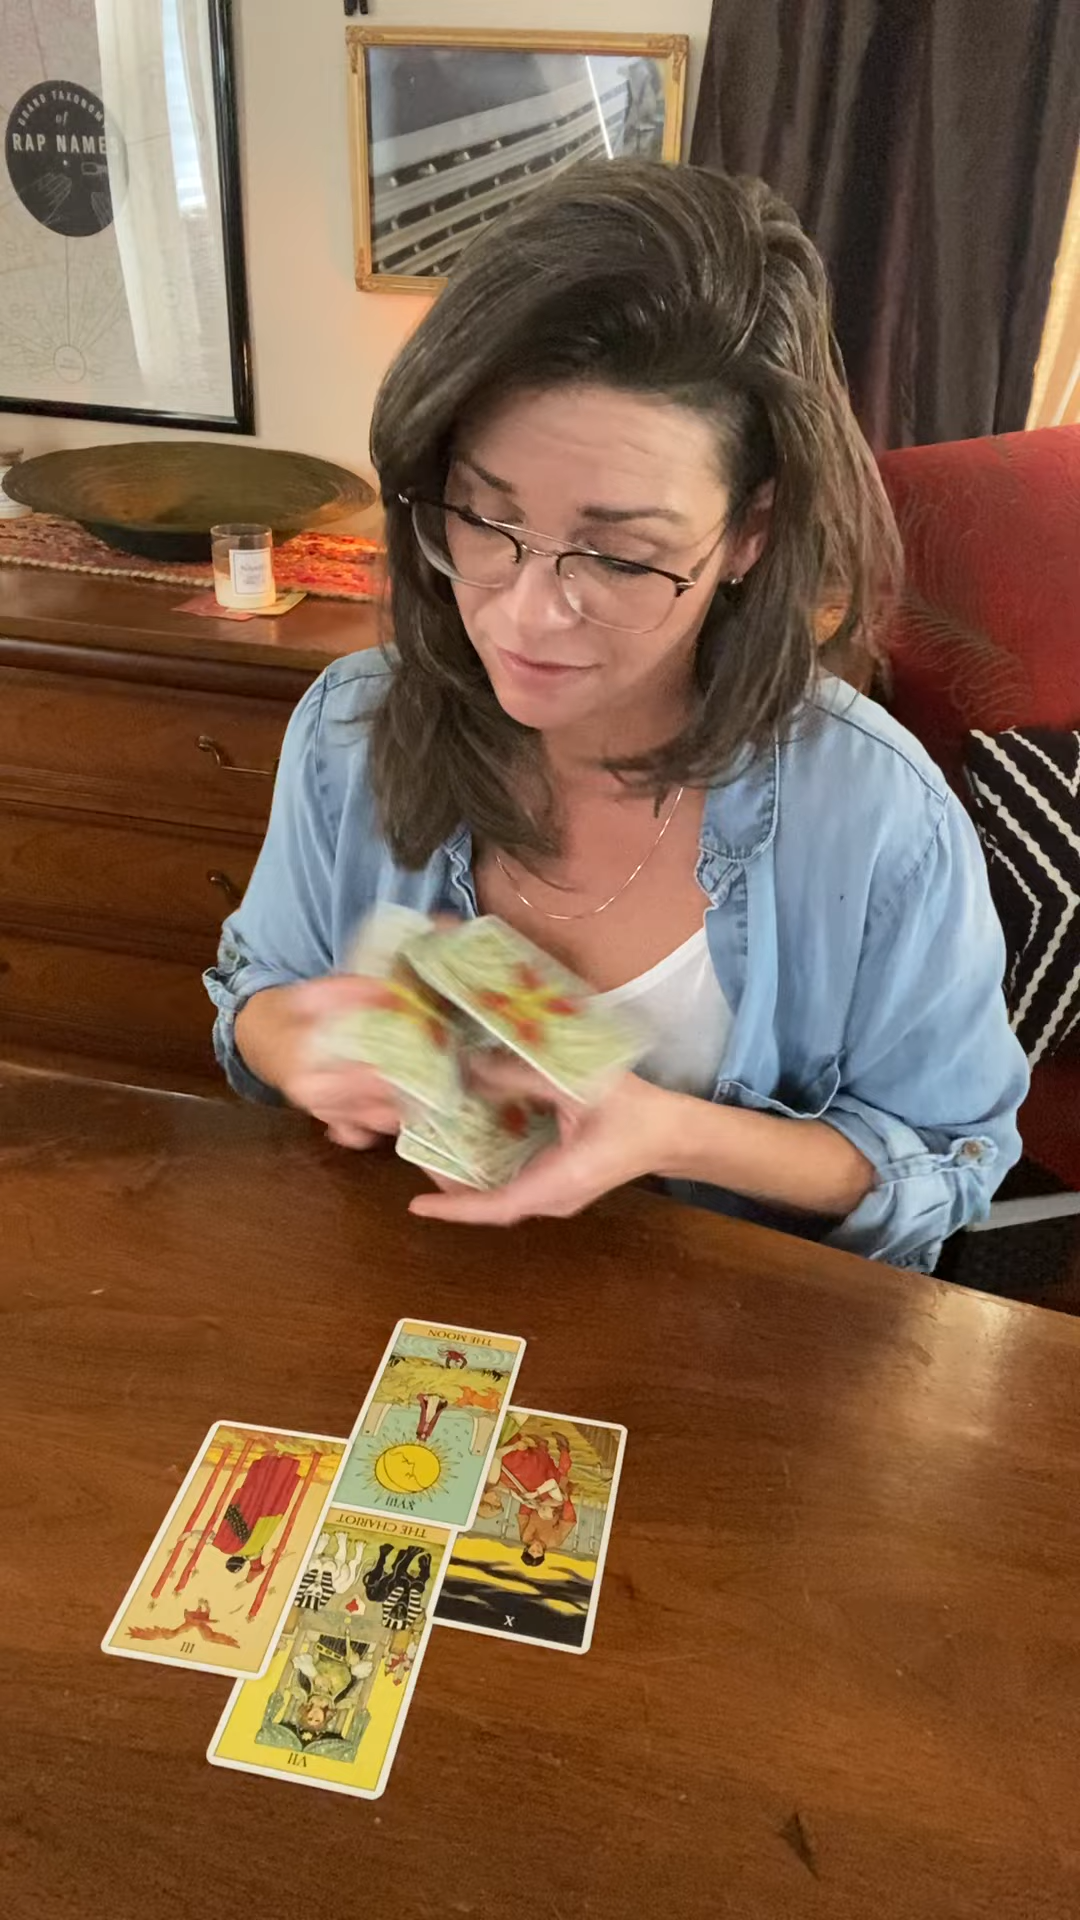 GRAND TAXONOMY
of
RAP NAMES
THE MOON
XVIII
THE CHARIOT
VII
III
X